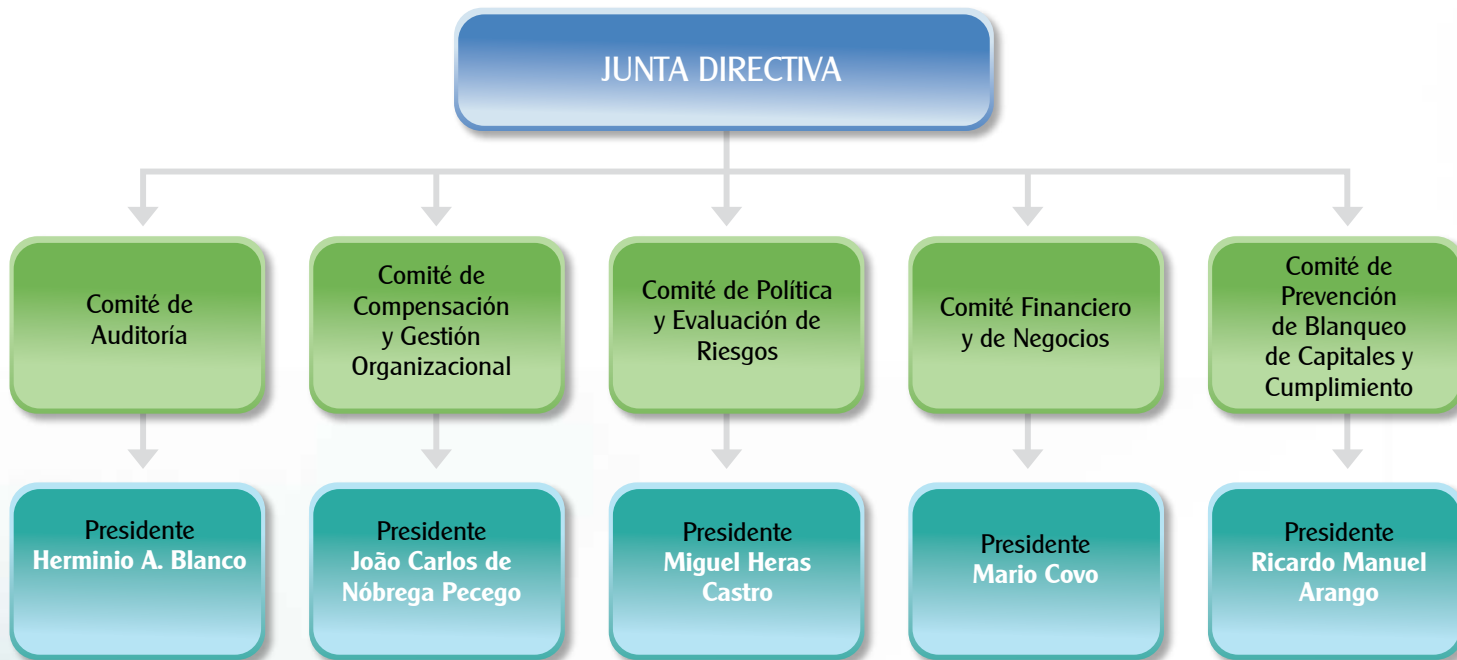 JUNTA DIRECTIVA
Comité de
Auditoría
Comité de
Compensación
y Gestión
Organizacional
Comité de Política
y Evaluación de
Riesgos
Comité Financiero
y de Negocios
Comité de
Prevención
de Blanqueo
de Capitales y
Cumplimiento
Presidente
Herminio A. Blanco
Presidente
João Carlos de
Nóbrega Pecego
Presidente
Miguel Heras
Castro
Presidente
Mario Covo
Presidente
Ricardo Manuel
Arango